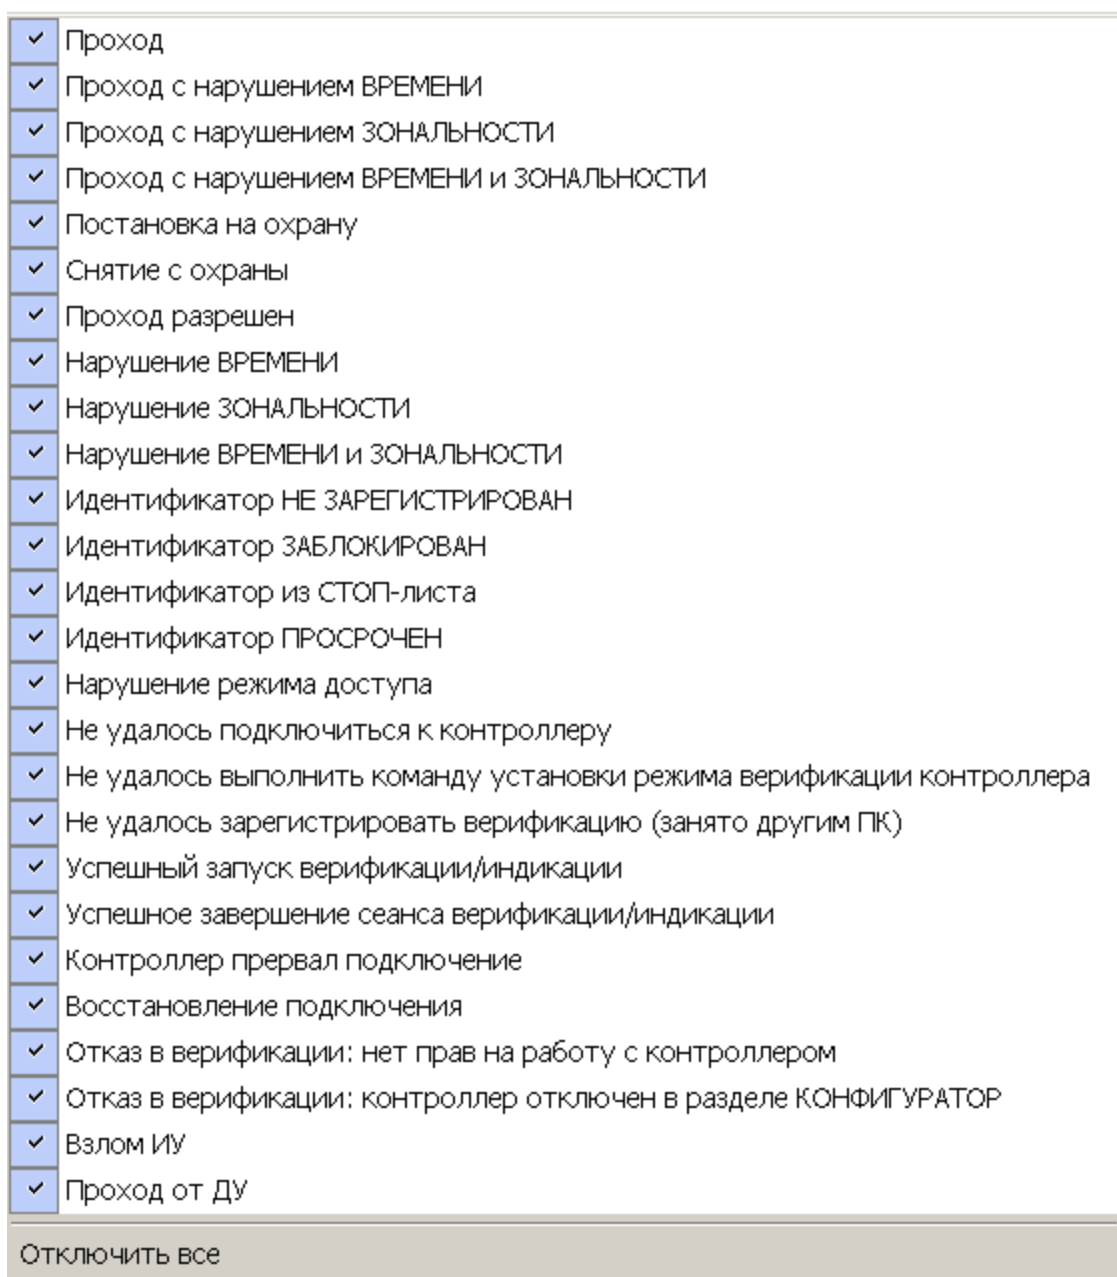 Проход
Проход с нарушением ВРЕМЕНИ
Проход с нарушением ЗОНАЛЬНОСТИ
Проход с нарушением ВРЕМЕНИ и ЗОНАЛЬНОСТИ
Постановка на охрану
Снятие с охраны
Проход разрешен
Нарушение ВРЕМЕНИ
Нарушение ЗОНАЛЬНОСТИ
Нарушение ВРЕМЕНИ и ЗОНАЛЬНОСТИ
Идентификатор НЕ ЗАРЕГИСТРИРОВАН
Идентификатор ЗАБЛОКИРОВАН
Идентификатор из СТОП-листа
Идентификатор ПРОСРОЧЕН
Нарушение режима доступа
Не удалось подключиться к контроллеру
Не удалось выполнить команду установки режима верификации контроллера
Не удалось зарегистрировать верификацию (занято другим ПК)
Успешный запуск верификации/индикации
Успешное завершение сеанса верификации/индикации
Контроллер прервал подключение
Восстановление подключения
Отказ в верификации: нет прав на работу с контроллером
Отказ в верификации: контроллер отключен в разделе КОНФИГУРАТОР
Взлом ИУ
Проход от ДУ
Отключить все